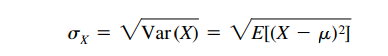 σ_X = √Var(X) = √E[(X − μ)²]